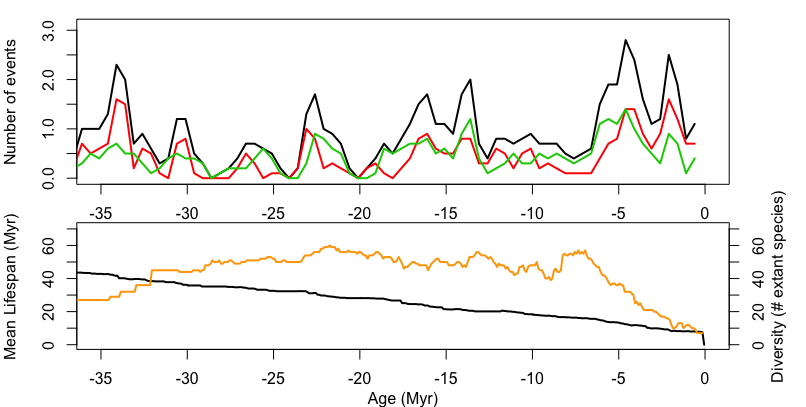 Number of events
3.0
2.0
1.0
0.0
-35 -30 -25 -20 -15 -10 -5 0
Mean Lifespan (Myr)
60
40
20
0
60
40
20
0
Diversity (# extant species)
-35 -30 -25 -20 -15 -10 -5 0
Age (Myr)